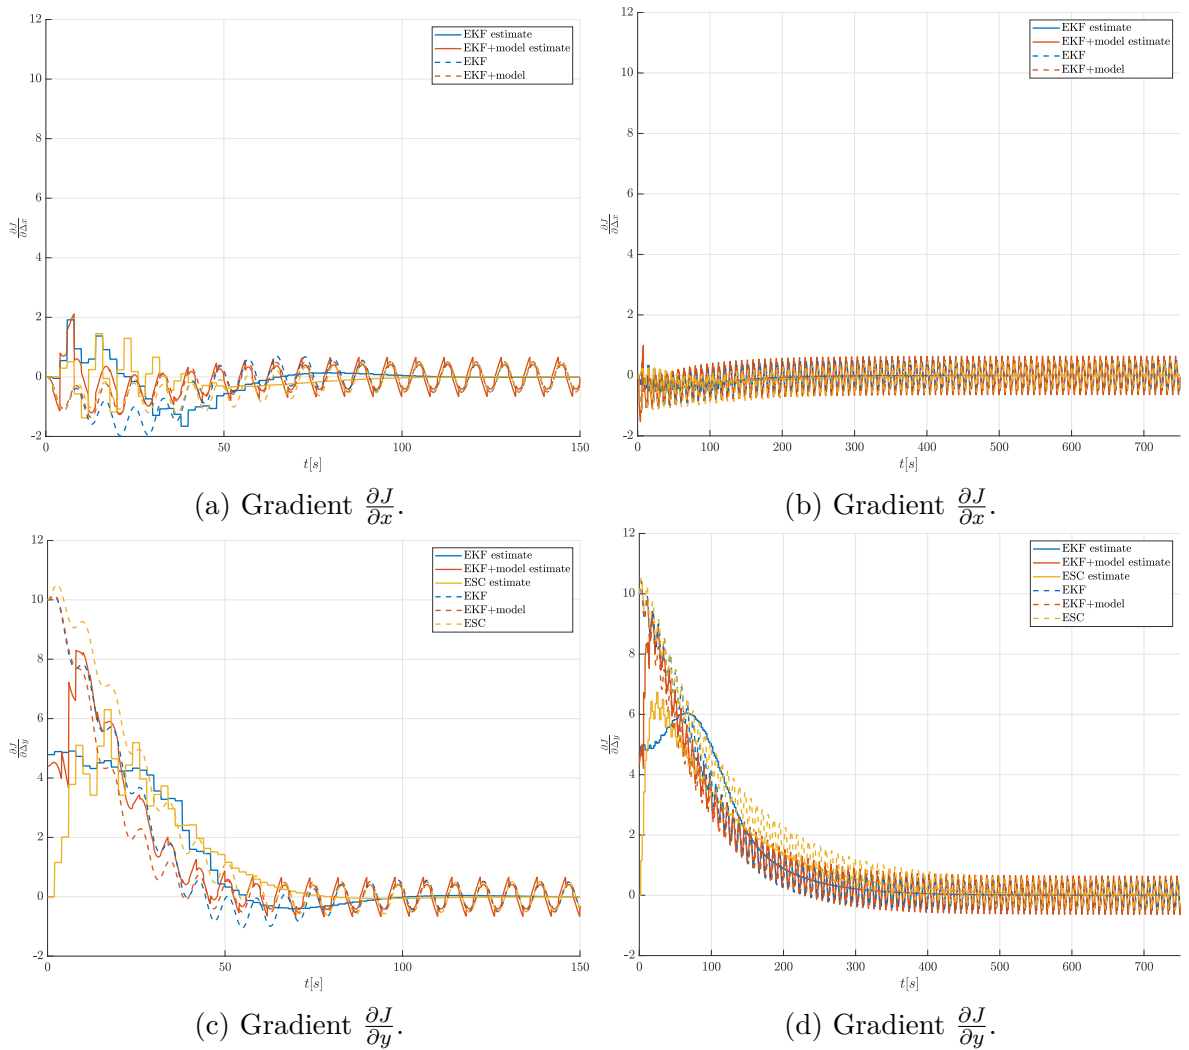 12
10
8
6
4
2
0
-2
0
50
100
150
∂J
∂Δx
t[s]
EKF estimate
EKF+model estimate
EKF
EKF+model
(a) Gradient ∂J/∂x.
12
10
8
6
4
2
0
-2
0
100
200
300
400
500
600
700
∂J
∂Δx
t[s]
EKF estimate
EKF+model estimate
EKF
EKF+model
(b) Gradient ∂J/∂x.
12
10
8
6
4
2
0
-2
0
50
100
150
∂J
∂Δy
t[s]
EKF estimate
EKF+model estimate
ESC estimate
EKF
EKF+model
ESC
(c) Gradient ∂J/∂y.
12
10
8
6
4
2
0
-2
0
100
200
300
400
500
600
700
∂J
∂Δy
t[s]
EKF estimate
EKF+model estimate
ESC estimate
EKF
EKF+model
ESC
(d) Gradient ∂J/∂y.